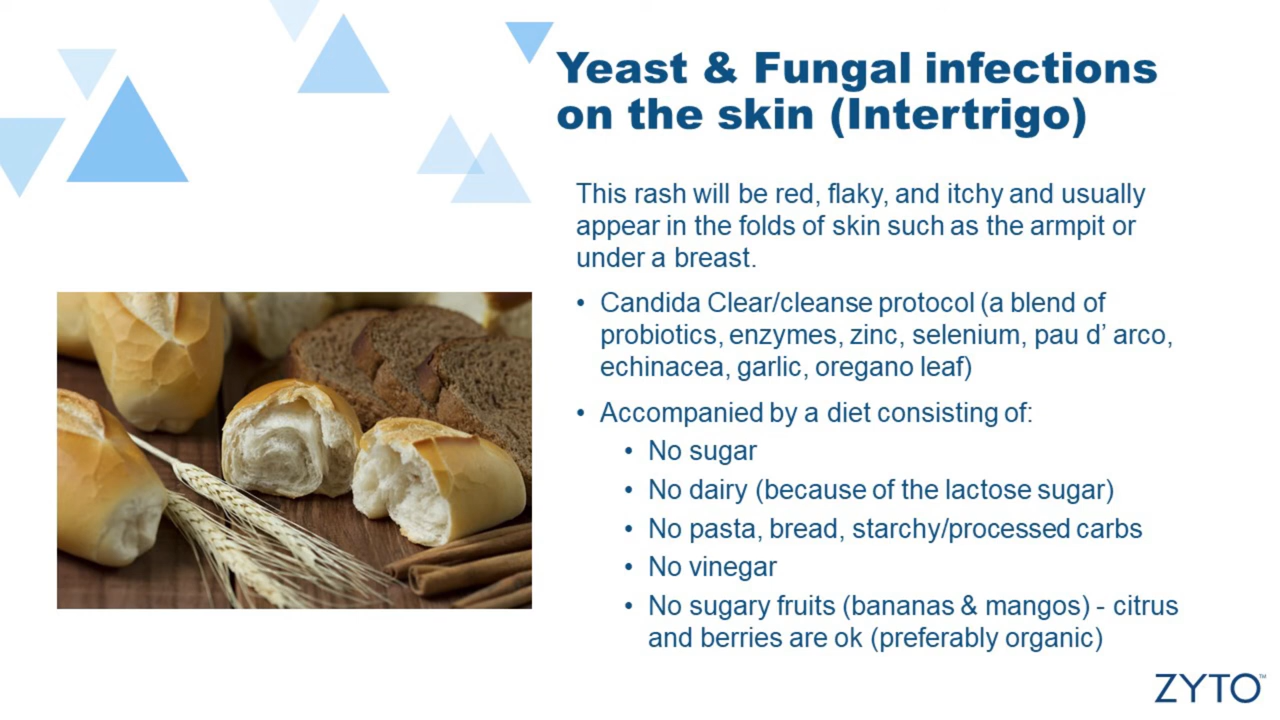 Yeast & Fungal infections
on the skin (Intertrigo)
This rash will be red, flaky, and itchy and usually
appear in the folds of skin such as the armpit or
under a breast.
• Candida Clear/cleanse protocol (a blend of
probiotics, enzymes, zinc, selenium, pau d’ arco,
echinacea, garlic, oregano leaf)
• Accompanied by a diet consisting of:
• No sugar
• No dairy (because of the lactose sugar)
• No pasta, bread, starchy/processed carbs
• No vinegar
• No sugary fruits (bananas & mangos) - citrus
and berries are ok (preferably organic)
ZYTO™